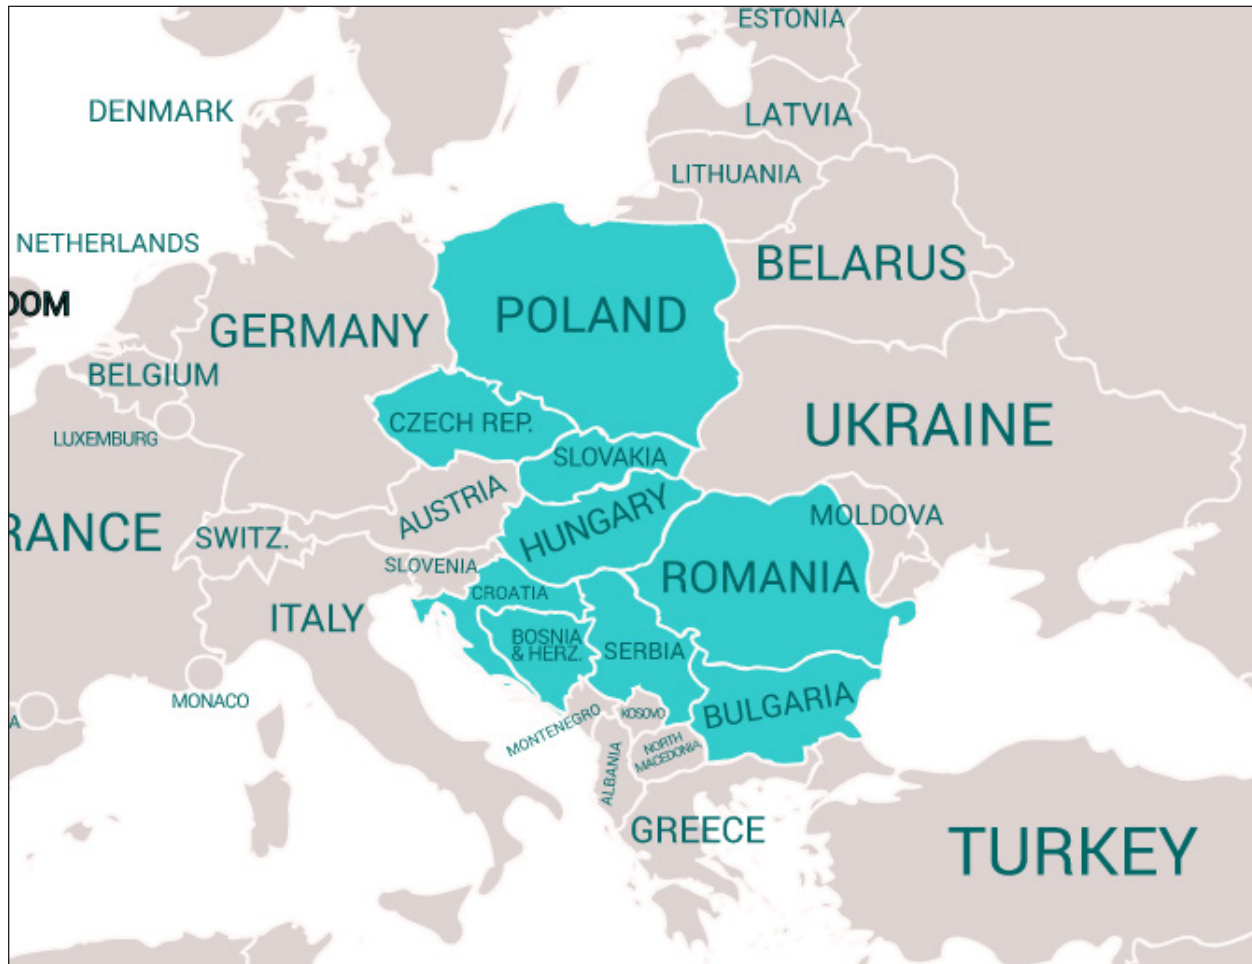 ESTONIA
DENMARK
LATVIA
LITHUANIA
NETHERLANDS
BELARUS
DOM
POLAND
GERMANY
BELGIUM
CZECH REP.
UKRAINE
LUXEMBURG
SLOVAKIA
AUSTRIA
HUNGARY
MOLDOVA
RANCE
SWITZ.
SLOVENIA
ROMANIA
CROATIA
ITALY
BOSNIA
& HERZ.
SERBIA
MONACO
BULGARIA
A
MONTENEGRO
KOSOVO
NORTH
MACEDONIA
ALBANIA
GREECE
TURKEY